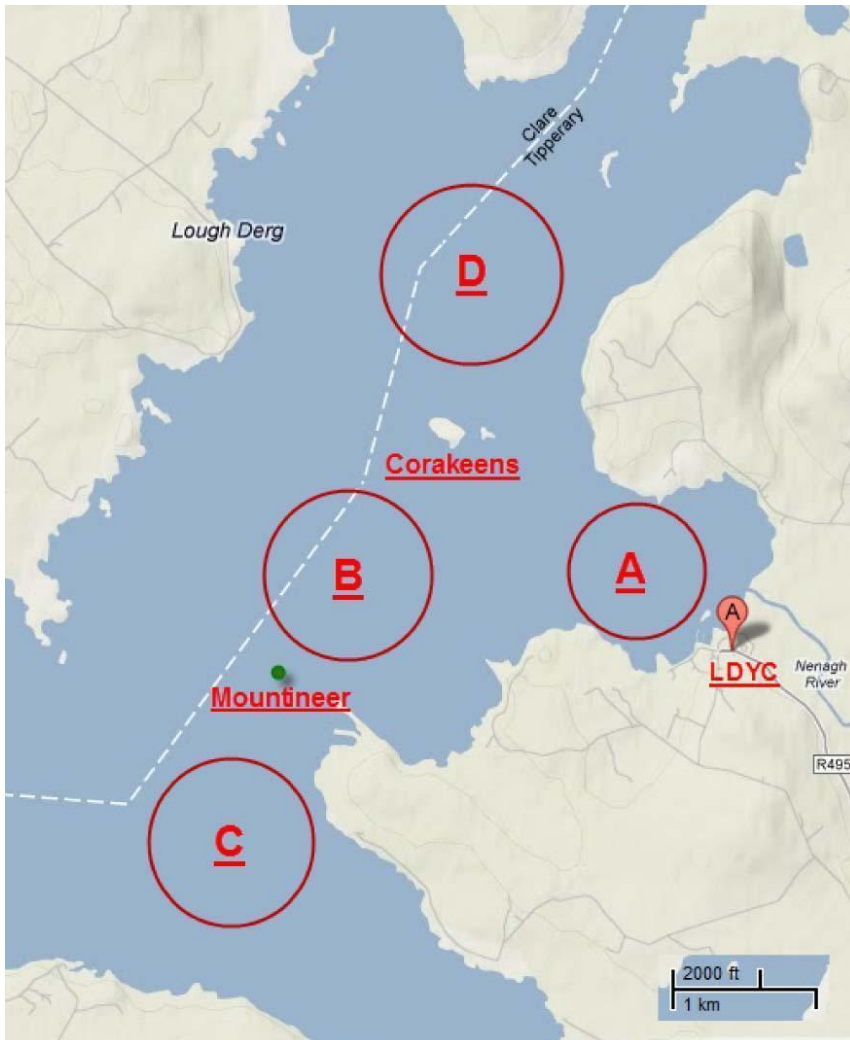 Clare
Tipperary
Lough Derg
D
Corakeens
B
A
A
LDYC
Nenagh
River
Mountineer
R495
C
2000 ft
1 km